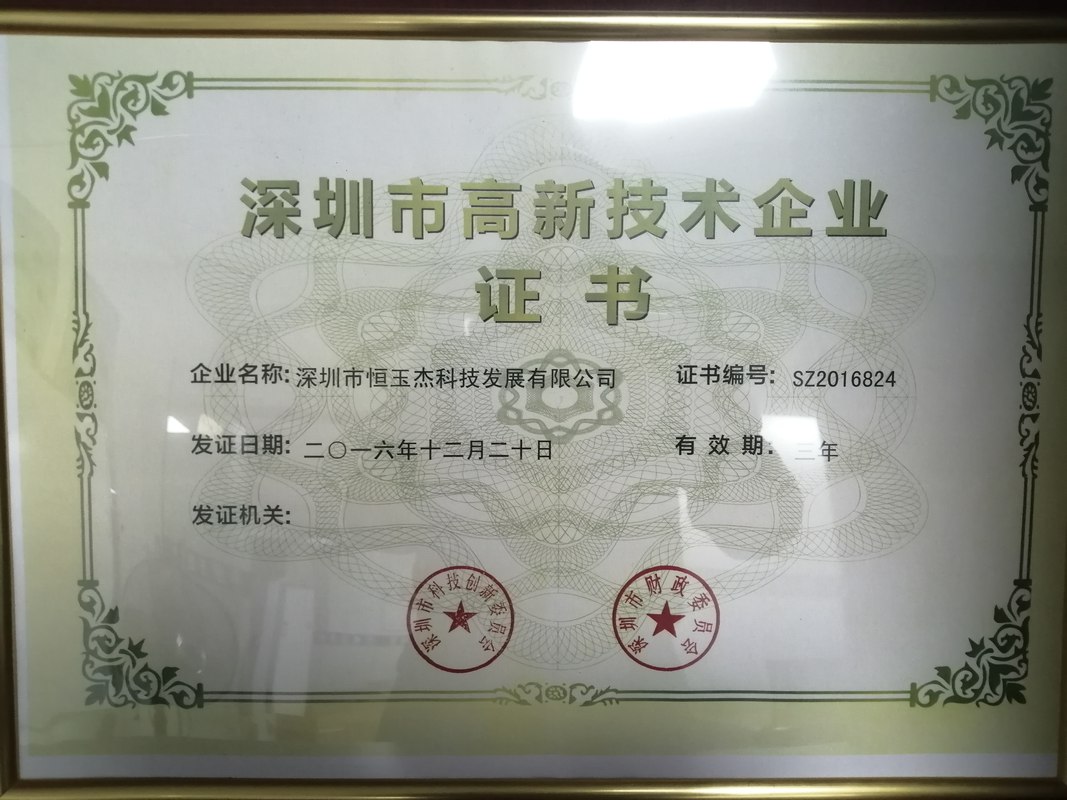 深圳市高新技术企业
证书
企业名称: 深圳市恒玉杰科技发展有限公司 证书编号: SZ2016824
发证日期: 二〇一六年十二月二十日 有效期: 三年
发证机关:
深圳市科技创新委员会
深圳市财政委员会